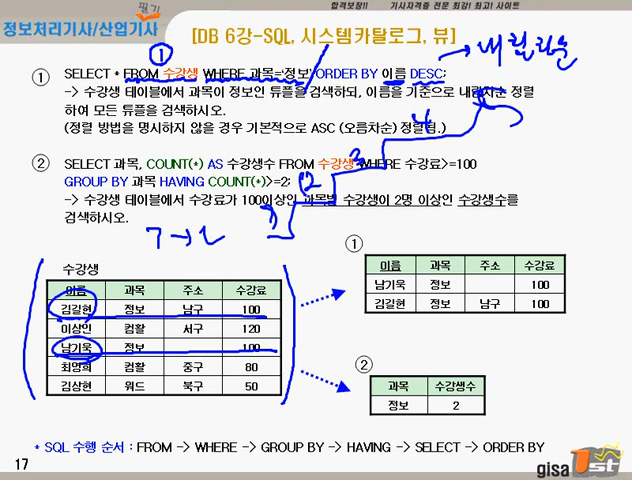 합격보장!! 기사자격증 전문 최강! 최고! 사이트
필기
정보처리기사/산업기사
[DB 6강-SQL, 시스템카탈로그, 뷰]
① → 내림차순
① SELECT * FROM 수강생 WHERE 과목='정보' ORDER BY 이름 DESC;
-> 수강생 테이블에서 과목이 정보인 튜플을 검색하되, 이름을 기준으로 내림차순 정렬
하여 모든 튜플을 검색하시오.
(정렬 방법을 명시하지 않을 경우 기본적으로 ASC (오름차순) 정렬됨.)
4
② SELECT 과목, COUNT(*) AS 수강생수 FROM 수강생 WHERE 수강료>=100
3
GROUP BY 과목 HAVING COUNT(*)>=2;
2
-> 수강생 테이블에서 수강료가 100이상인 과목별 수강생이 2명 이상인 수강생수를
검색하시오.
ㄱ → ㄴ
수강생
이름 과목 주소 수강료
김길현 정보 남구 100
이상인 컴활 서구 120
남기욱 정보 100
최영희 컴활 중구 80
김상현 워드 북구 50
①
이름 과목 주소 수강료
남기욱 정보 100
김길현 정보 남구 100
②
과목 수강생수
정보 2
* SQL 수행 순서 : FROM -> WHERE -> GROUP BY -> HAVING -> SELECT -> ORDER BY
17
gisa 1st